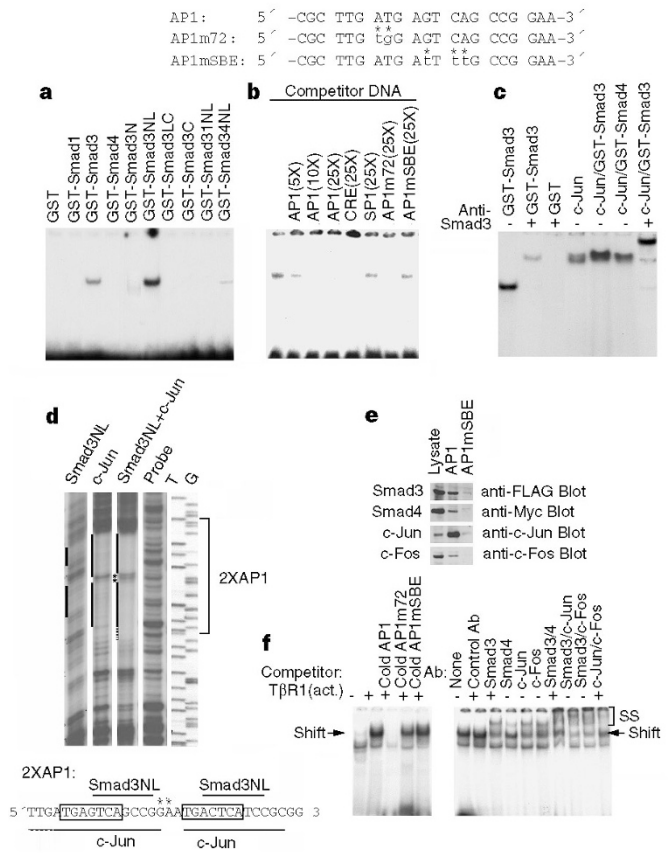 AP1: 5´ -CGC TTG ATG AGT CAG CCG GAA-3´
**
AP1m72: 5´ -CGC TTG tgG AGT CAG CCG GAA-3´
* **
AP1mSBE: 5´ -CGC TTG ATG AtT ttG CCG GAA-3´
a
GST
GST-Smad1
GST-Smad3
GST-Smad4
GST-Smad3N
GST-Smad3NL
GST-Smad3LC
GST-Smad3C
GST-Smad31NL
GST-Smad34NL
b
Competitor DNA
-
AP1(5X)
AP1(10X)
AP1(25X)
CRE(25X)
SP1(25X)
AP1m72(25X)
AP1mSBE(25X)
c
GST-Smad3
GST-Smad3
GST
c-Jun
c-Jun/GST-Smad3
c-Jun/GST-Smad4
c-Jun/GST-Smad3
Anti-
Smad3
- + + - - - +
d
Smad3NL
c-Jun
Smad3NL+c-Jun
Probe
T
G
2XAP1
**
e
Lysate
AP1
AP1mSBE
Smad3 anti-FLAG Blot
Smad4 anti-Myc Blot
c-Jun anti-c-Jun Blot
c-Fos anti-c-Fos Blot
f
Competitor:
- - Cold AP1 Cold AP1m72 Cold AP1mSBE
TβR1(act.) - + + + +
Shift
Ab:
None
Control Ab
Smad3
Smad4
c-Jun
c-Fos
Smad3/4
Smad3/c-Jun
Smad3/c-Fos
c-Jun/c-Fos
SS
Shift
2XAP1:
Smad3NL Smad3NL
**
5´TTGATGAGTCAGCCGGAATGACTCATCCGCGG 3
c-Jun c-Jun